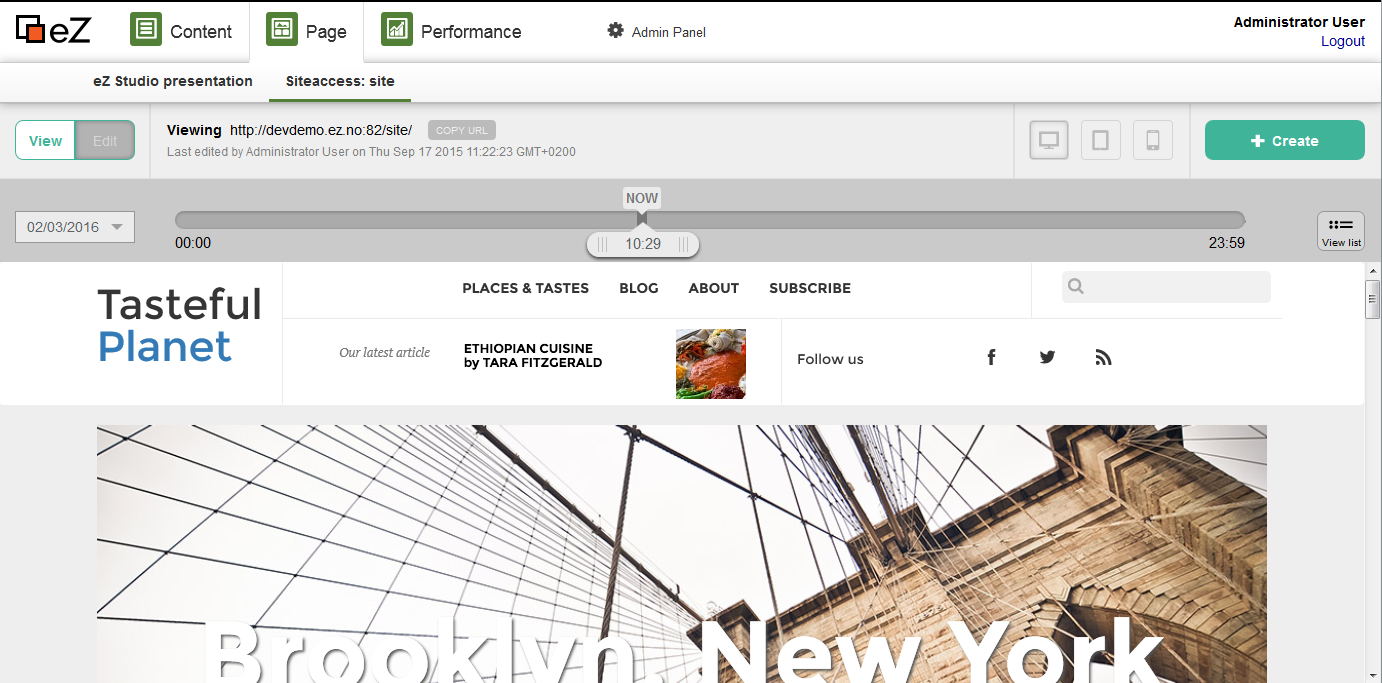 eZ Content Page Performance Admin Panel Administrator User
Logout
eZ Studio presentation Siteaccess: site
View Edit Viewing http://devdemo.ez.no:82/site/ COPY URL + Create
Last edited by Administrator User on Thu Sep 17 2015 11:22:23 GMT+0200
NOW
02/03/2016
00:00 10:29 23:59 View list
Tasteful
Planet
PLACES & TASTES BLOG ABOUT SUBSCRIBE
Our latest article
ETHIOPIAN CUISINE
by TARA FITZGERALD
Follow us
Brooklyn, New York